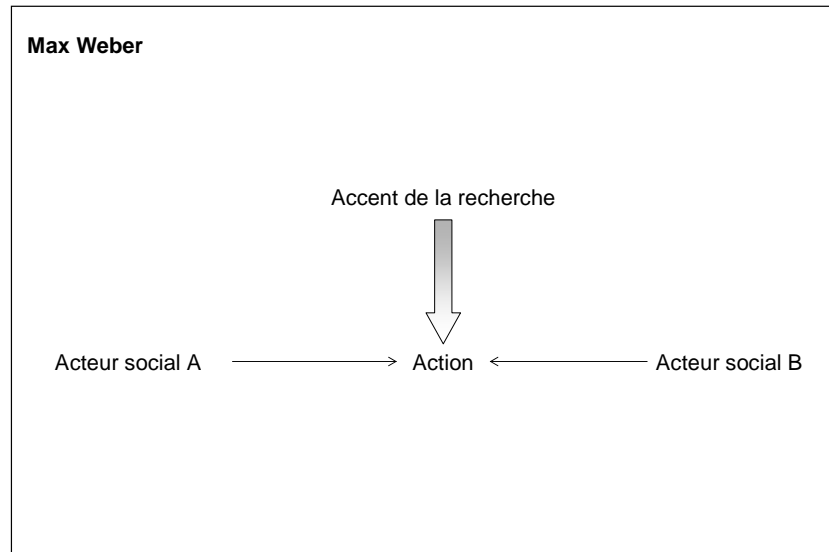 Max Weber
Accent de la recherche
Acteur social A
Action
Acteur social B